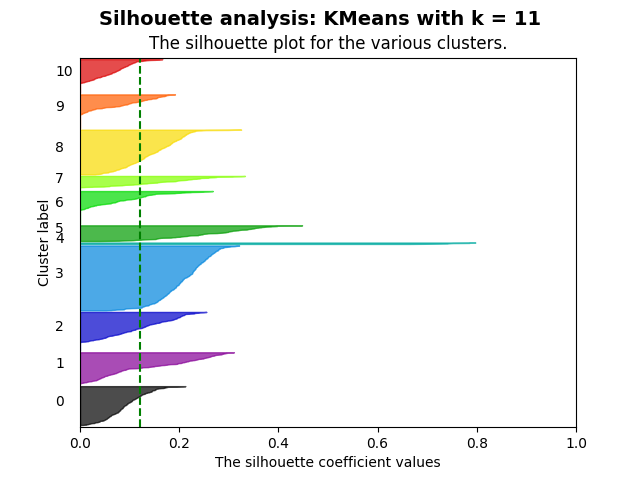 Silhouette analysis: KMeans with k = 11
The silhouette plot for the various clusters.
Cluster label
10
9
8
7
6
5
4
3
2
1
0
0.0 0.2 0.4 0.6 0.8 1.0
The silhouette coefficient values